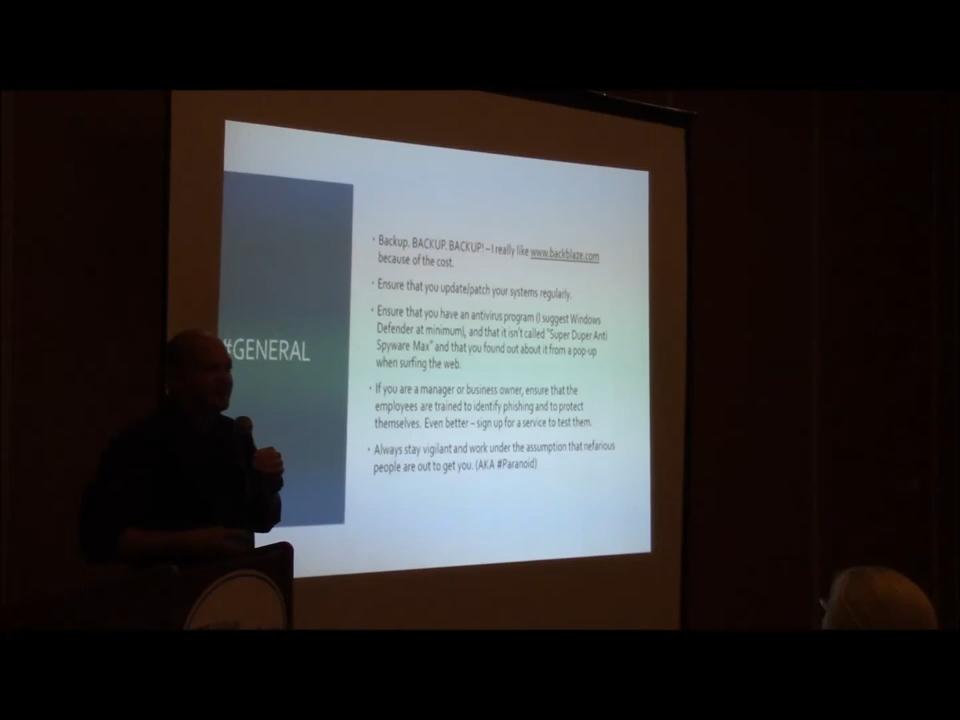 #GENERAL
· Backup. BACKUP. BACKUP! – I really like www.backblaze.com
because of the cost.
· Ensure that you update/patch your systems regularly.
· Ensure that you have an antivirus program (I suggest Windows
Defender at minimum), and that it isn't called "Super Duper Anti
Spyware Max" and that you found out about it from a pop-up
when surfing the web.
· If you are a manager or business owner, ensure that the
employees are trained to identify phishing and to protect
themselves. Even better – sign up for a service to test them.
· Always stay vigilant and work under the assumption that nefarious
people are out to get you. (AKA #Paranoid)